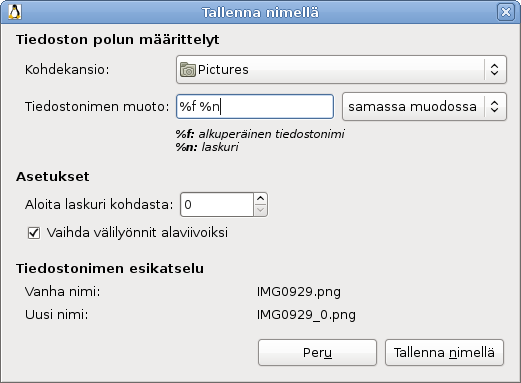 Tallenna nimellä
Tiedoston polun määrittelyt
Kohdekansio: Pictures
Tiedostonimen muoto: %f %n samassa muodossa
%f: alkuperäinen tiedostonimi
%n: laskuri
Asetukset
Aloita laskuri kohdasta: 0
Vaihda välilyönnit alaviivoiksi
Tiedostonimen esikatselu
Vanha nimi: IMG0929.png
Uusi nimi: IMG0929_0.png
Peru Tallenna nimellä